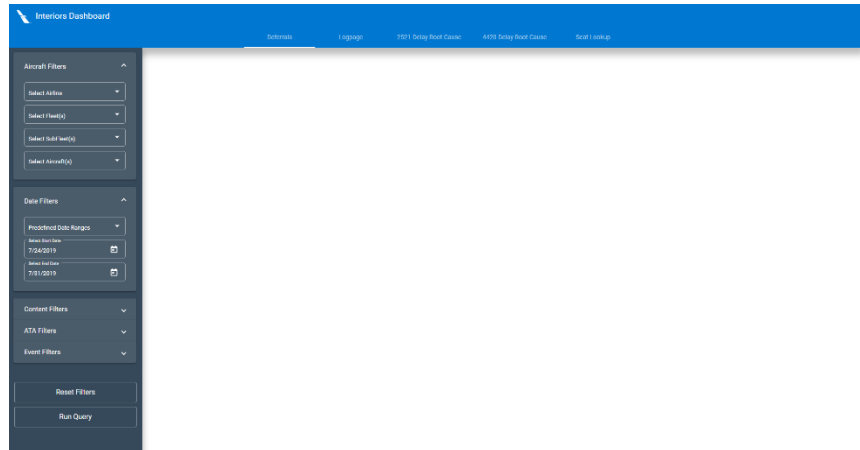 Interiors Dashboard
Deferrals Logpage 2521 Delay Root Cause 4420 Delay Root Cause Seat Lookup
Aircraft Filters
Select Airline
Select Fleet(s)
Select SubFleet(s)
Select Aircraft(s)
Date Filters
Predefined Date Ranges
Select Start Date
7/24/2019
Select End Date
7/31/2019
Content Filters
ATA Filters
Event Filters
Reset Filters
Run Query